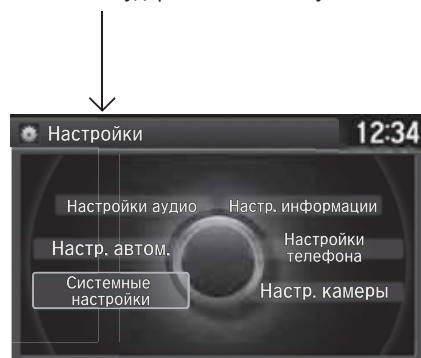 Настройки
12:34
Настройки аудио
Настр. информации
Настр. автом.
Настройки
телефона
Системные
настройки
Настр. камеры